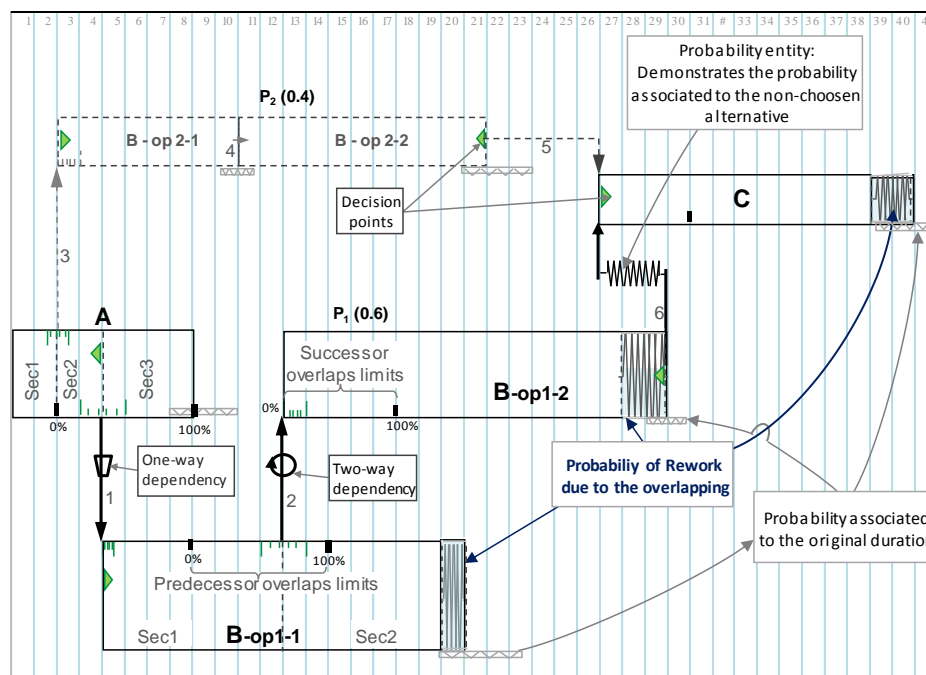 1 2 3 4 5 6 7 8 9 10 11 12 13 14 15 16 17 18 19 20 21 22 23 24 25 26 27 28 29 30 31 # 33 34 35 36 37 38 39 40 4
Probability entity:
Demonstrates the probability
associated to the non-choosen
alternative
P2 (0.4)
B - op 2-1
4
B - op 2-2
5
Decision
points
C
3
A
P1 (0.6)
6
Sec1
Sec2
Sec3
Successor
overlaps limits
B-op1-2
0%
100%
0%
100%
One-way
dependency
Two-way
dependency
Probabiliy of Rework
due to the overlapping
1
2
Probability associated
to the original duration
0%
100%
Predecessor overlaps limits
Sec1
B-op1-1
Sec2